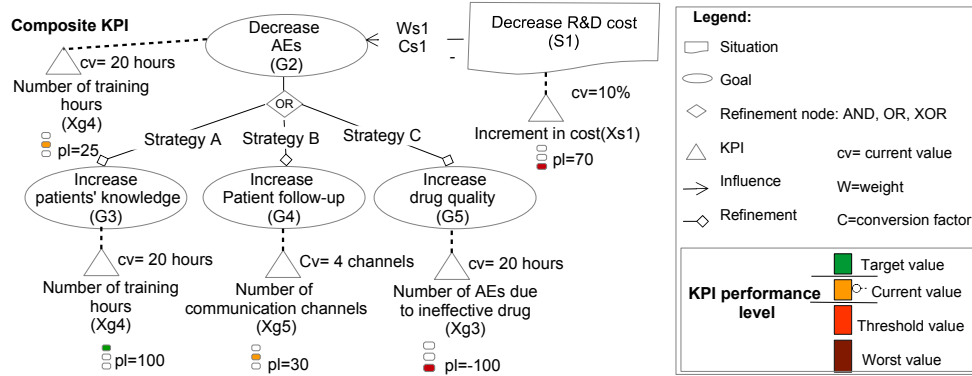 Composite KPI
Decrease
AEs
(G2)
Ws1
Cs1
-
Decrease R&D cost
(S1)
cv= 20 hours
Number of training
hours
(Xg4)
pl=25
OR
cv=10%
Increment in cost(Xs1)
pl=70
Strategy A
Strategy B
Strategy C
Increase
patients' knowledge
(G3)
Increase
Patient follow-up
(G4)
Increase
drug quality
(G5)
cv= 20 hours
Number of training
hours
(Xg4)
pl=100
Cv= 4 channels
Number of
communication channels
(Xg5)
pl=30
cv= 20 hours
Number of AEs due
to ineffective drug
(Xg3)
pl=-100
Legend:
Situation
Goal
Refinement node: AND, OR, XOR
KPI
cv= current value
Influence
W=weight
Refinement
C=conversion factor
KPI performance
level
Target value
Current value
Threshold value
Worst value